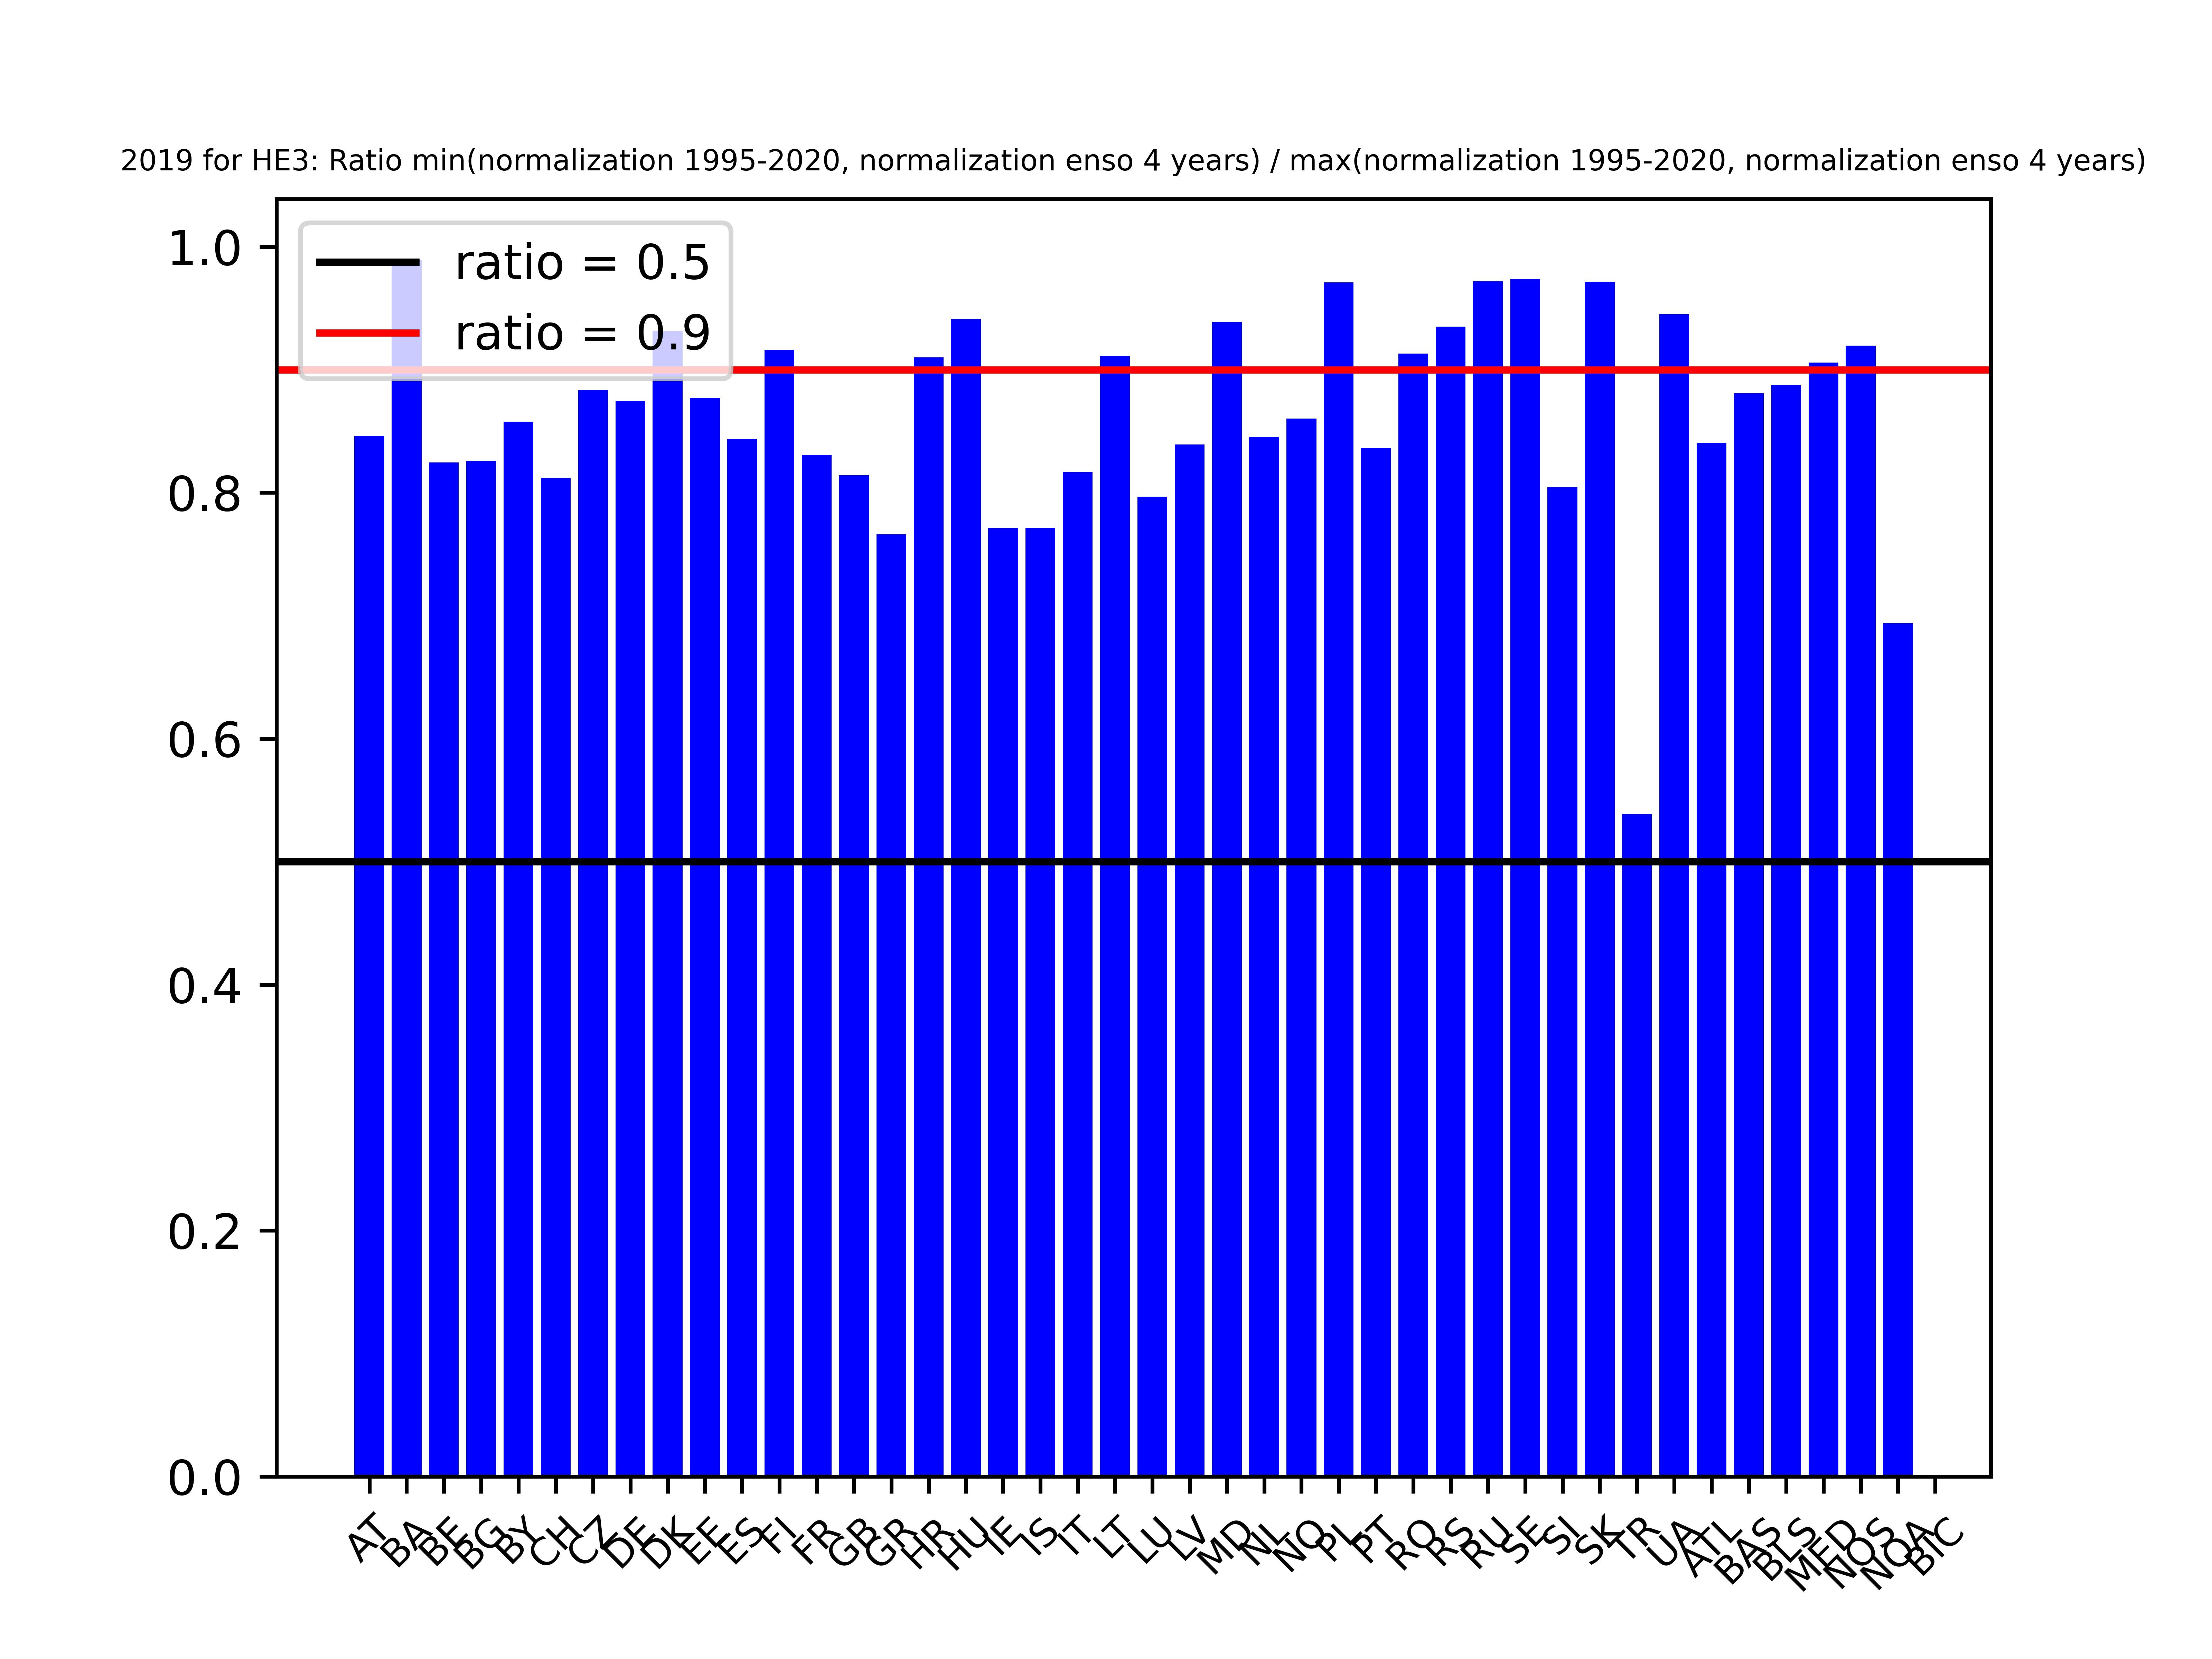 2019 for HE3: Ratio min(normalization 1995-2020, normalization enso 4 years) / max(normalization 1995-2020, normalization enso 4 years)
ratio = 0.5
ratio = 0.9
1.0
0.8
0.6
0.4
0.2
0.0
AT
BA
BE
BG
BY
CH
CZ
DE
DK
EE
ES
FI
FR
GB
GR
HR
HU
IE
IS
IT
LT
LU
LV
MD
NL
NO
PL
PT
RO
RS
RU
SE
SI
SK
TR
UA
ATL
BAS
BLS
MED
NOS
NOA
BIC